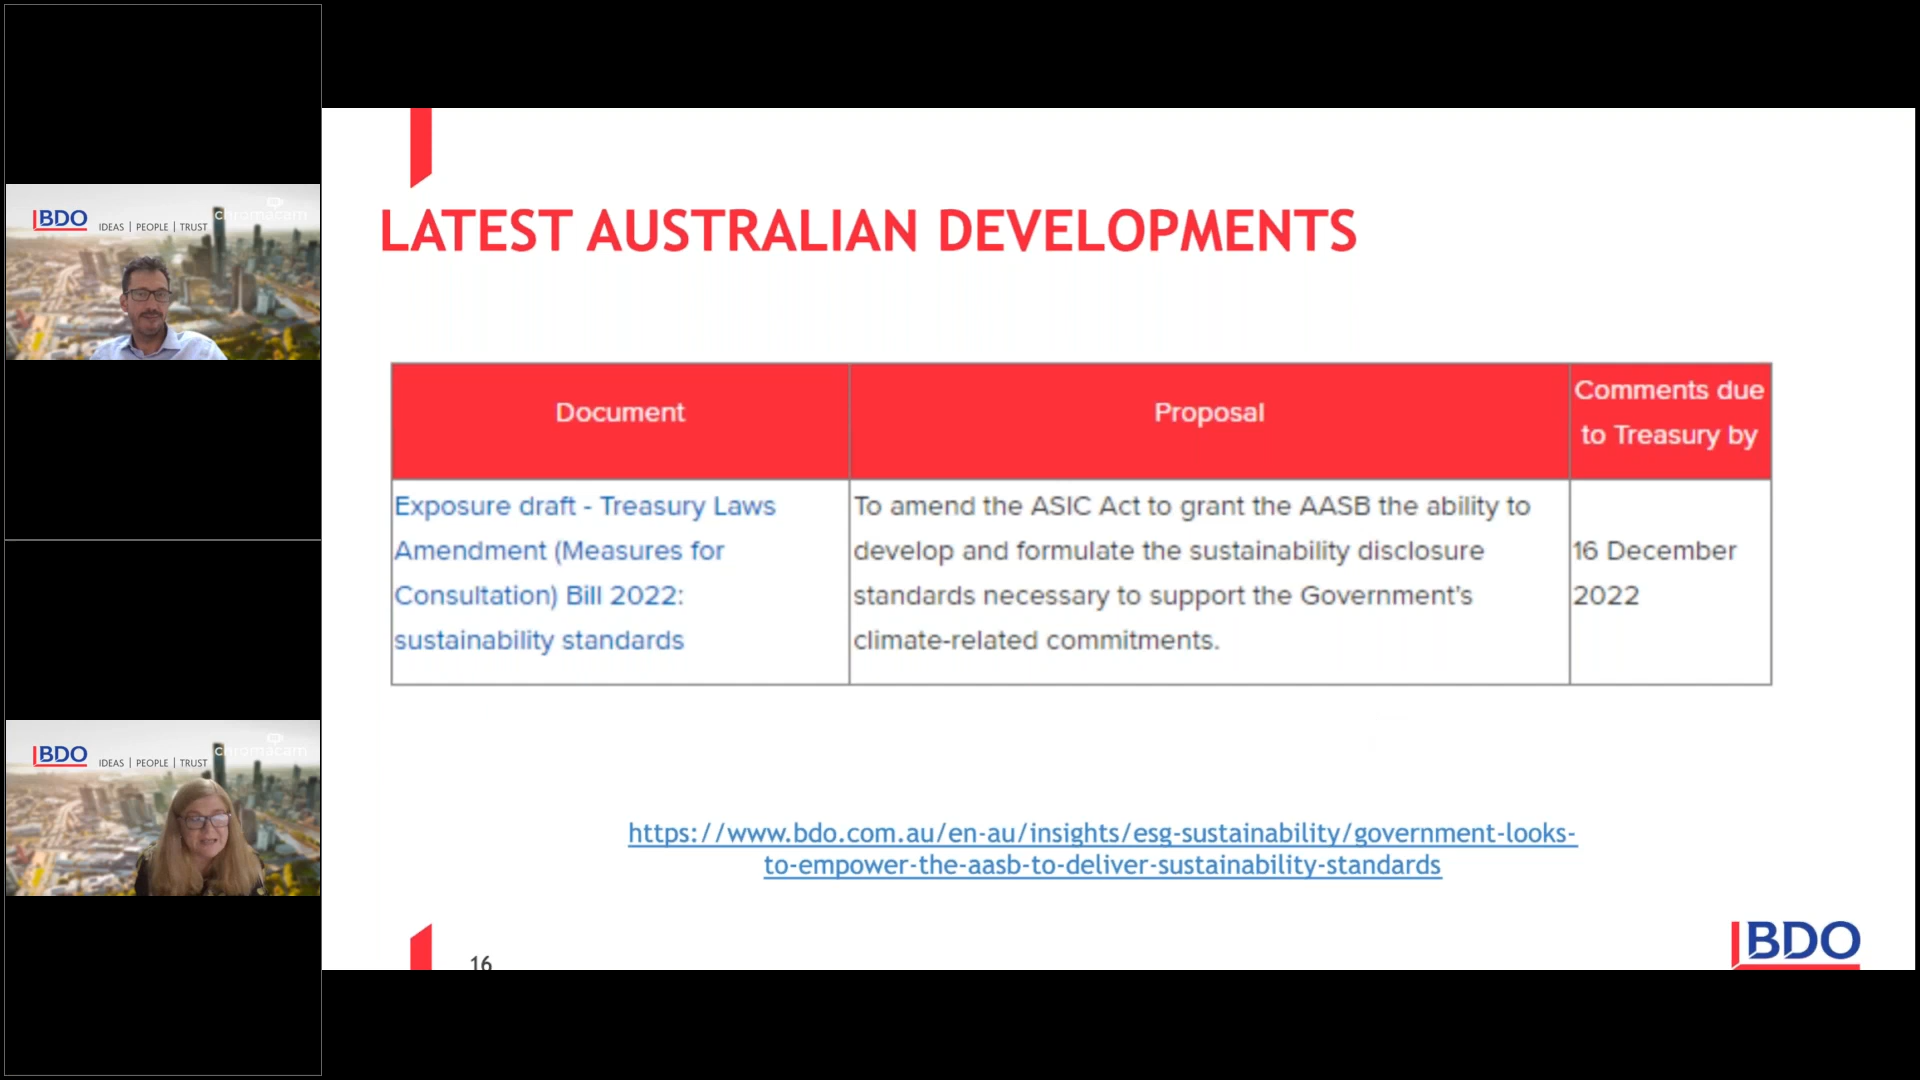 BDO
IDEAS | PEOPLE | TRUST
chromacam
BDO
IDEAS | PEOPLE | TRUST
chromacam
LATEST AUSTRALIAN DEVELOPMENTS
Document
Proposal
Comments due
to Treasury by
Exposure draft - Treasury Laws
Amendment (Measures for
Consultation) Bill 2022:
sustainability standards
To amend the ASIC Act to grant the AASB the ability to
develop and formulate the sustainability disclosure
standards necessary to support the Government's
climate-related commitments.
16 December
2022
https://www.bdo.com.au/en-au/insights/esg-sustainability/government-looks-
to-empower-the-aasb-to-deliver-sustainability-standards
16
BDO